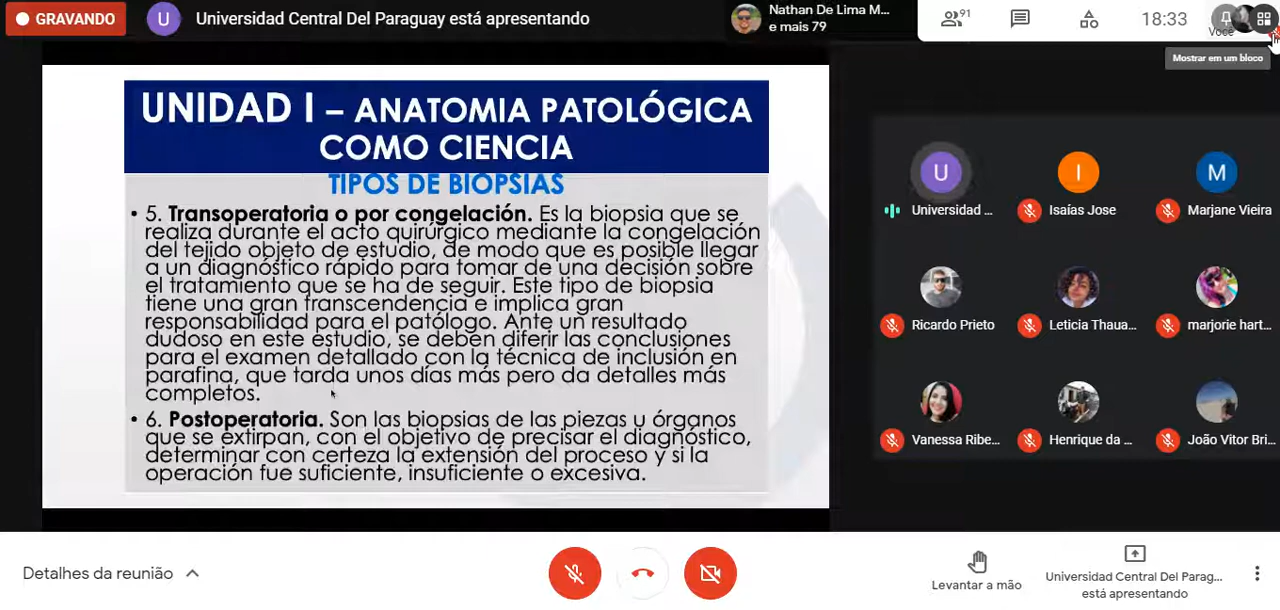 GRAVANDO
U
Universidad Central Del Paraguay está apresentando
Nathan De Lima M...
e mais 79
91
18:33
Você
Mostrar em um bloco
UNIDAD I – ANATOMIA PATOLÓGICA
COMO CIENCIA
TIPOS DE BIOPSIAS
• 5. Transoperatoria o por congelación. Es la biopsia que se
realiza durante el acto quirúrgico mediante la congelación
del tejido objeto de estudio, de modo que es posible llegar
a un diagnóstico rápido para tomar de una decisión sobre
el tratamiento que se ha de seguir. Este tipo de biopsia
tiene una gran transcendencia e implica gran
responsabilidad para el patólogo. Ante un resultado
dudoso en este estudio, se deben diferir las conclusiones
para el examen detallado con la técnica de inclusión en
parafina, que tarda unos días más pero da detalles más
completos.
• 6. Postoperatoria. Son las biopsias de las piezas u órganos
que se extirpan, con el objetivo de precisar el diagnóstico,
determinar con certeza la extensión del proceso y si la
operación fue suficiente, insuficiente o excesiva.
U
I
M
Universidad ...
Isaías Jose
Marjane Vieira
Ricardo Prieto
Leticia Thaua...
marjorie hart...
Vanessa Ribe...
Henrique da ...
João Vitor Bri...
Detalhes da reunião
Levantar a mão
Universidad Central Del Parag...
está apresentando